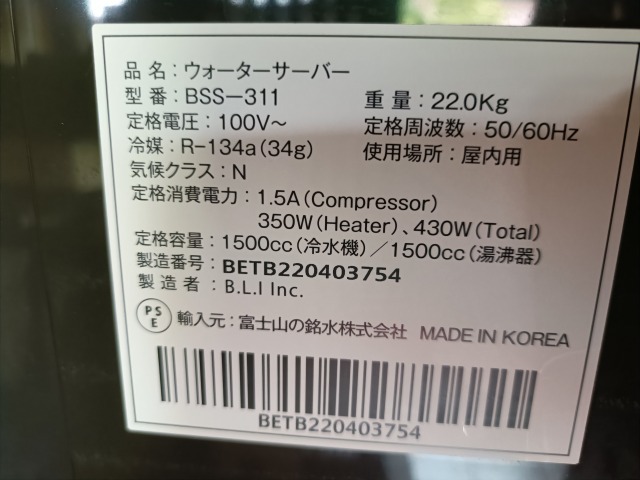 品 名：ウォーターサーバー
型 番：BSS-311 重 量：22.0Kg
定格電圧：100V～ 定格周波数：50/60Hz
冷媒：R-134a(34g) 使用場所：屋内用
気候クラス：N
定格消費電力：1.5A(Compressor)
350W(Heater)、430W(Total)
定格容量：1500cc(冷水機)／1500cc(湯沸器)
製造番号：BETB220403754
製造者 ：B.L.I Inc.
PS E 輸入元：富士山の銘水株式会社 MADE IN KOREA
BETB220403754